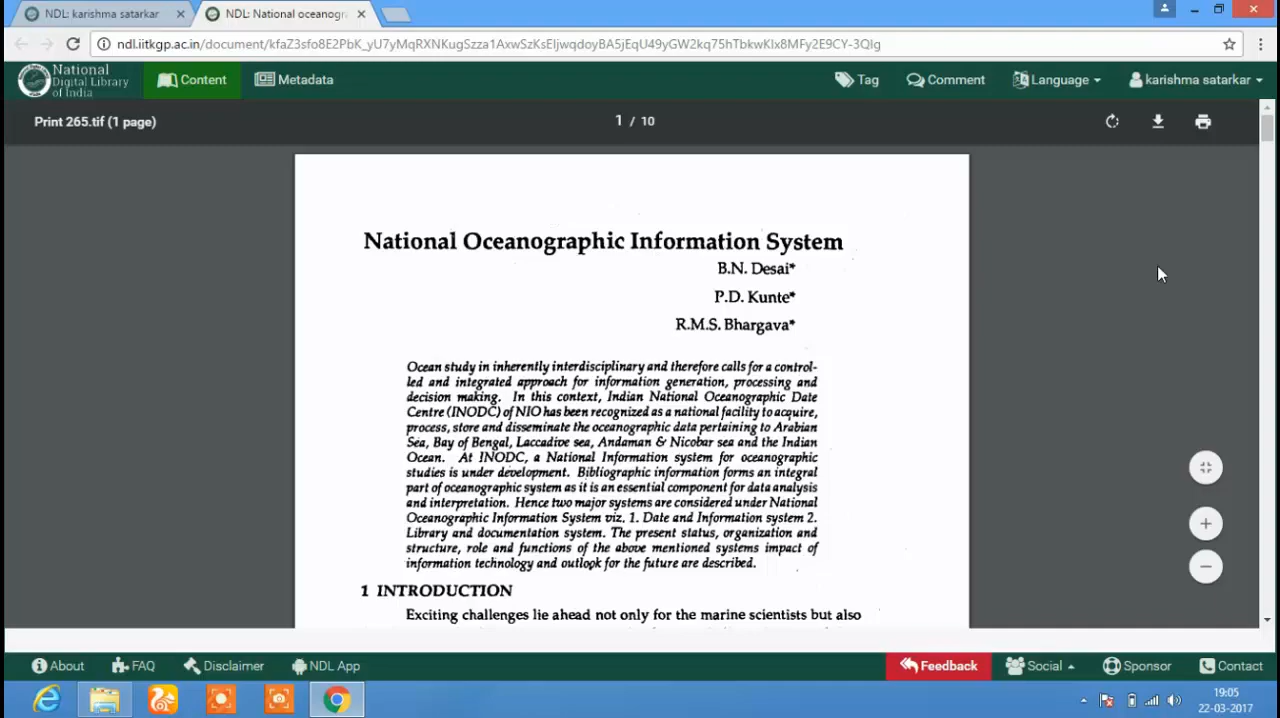 NDL: karishma satarkar
NDL: National oceanogra
ndl.iitkgp.ac.in/document/kfaZ3sfo8E2PbK_yU7yMqRXNKugSzza1AxwSzKsEljwqdoyBA5jEqU49yGW2kq75hTbkwKlx8MFy2E9CY-3Qlg
National
Digital Library
of India
Content
Metadata
Tag
Comment
Language
karishma satarkar
Print 265.tif (1 page)
1 / 10
National Oceanographic Information System
B.N. Desai*
P.D. Kunte*
R.M.S. Bhargava*
Ocean study in inherently interdisciplinary and therefore calls for a control-
led and integrated approach for information generation, processing and
decision making. In this context, Indian National Oceanographic Date
Centre (INODC) of NIO has been recognized as a national facility to acquire,
process, store and disseminate the oceanographic data pertaining to Arabian
Sea, Bay of Bengal, Laccadive sea, Andaman & Nicobar sea and the Indian
Ocean. At INODC, a National Information system for oceanographic
studies is under development. Bibliographic information forms an integral
part of oceanographic system as it is an essential component for data analysis
and interpretation. Hence two major systems are considered under National
Oceanographic Information System viz. 1. Date and Information system 2.
Library and documentation system. The present status, organization and
structure, role and functions of the above mentioned systems impact of
information technology and outlook for the future are described.
1 INTRODUCTION
Exciting challenges lie ahead not only for the marine scientists but also
About
FAQ
Disclaimer
NDL App
Feedback
Social
Sponsor
Contact
19:05
22-03-2017